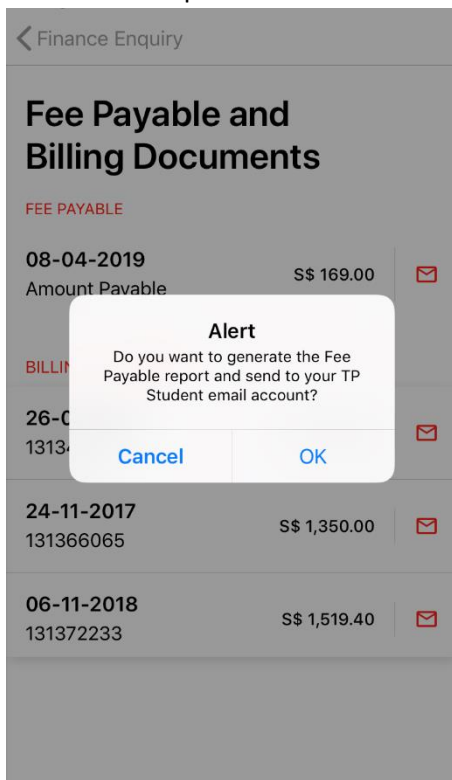 Finance Enquiry
Fee Payable and
Billing Documents
FEE PAYABLE
08-04-2019
S$ 169.00
Amount Payable
Alert
Do you want to generate the Fee
Payable report and send to your TP
Student email account?
Cancel
OK
24-11-2017
S$ 1,350.00
131366065
06-11-2018
S$ 1,519.40
131372233